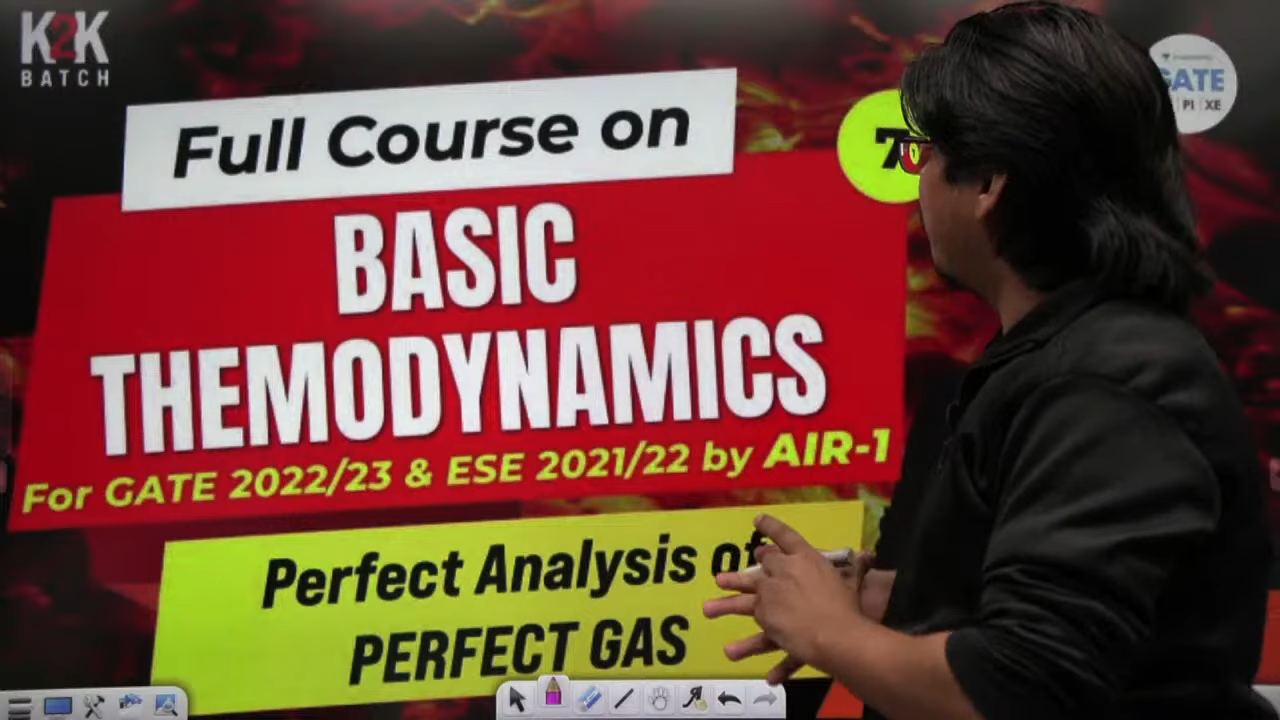 K2K
BATCH
GATE
PI | XE
Full Course on
7
BASIC
THEMODYNAMICS
For GATE 2022/23 & ESE 2021/22 by AIR-1
Perfect Analysis of
PERFECT GAS